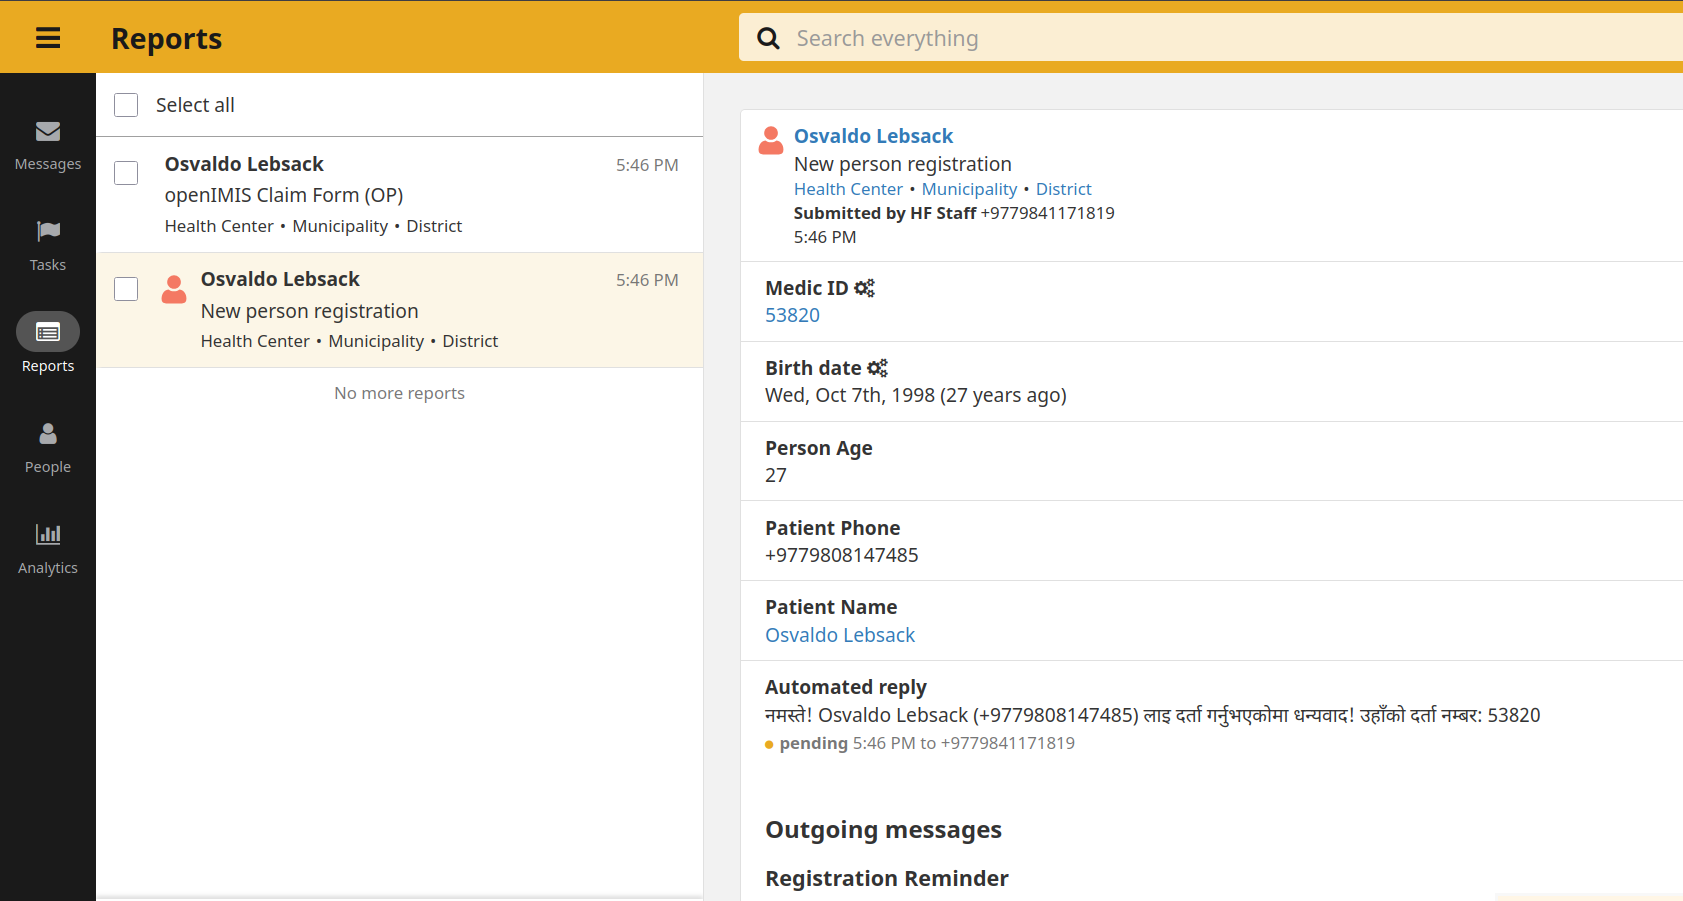 Reports
Search everything
Messages
Tasks
Reports
People
Analytics
Select all
Osvaldo Lebsack 5:46 PM
openIMIS Claim Form (OP)
Health Center • Municipality • District
Osvaldo Lebsack 5:46 PM
New person registration
Health Center • Municipality • District
No more reports
Osvaldo Lebsack
New person registration
Health Center • Municipality • District
Submitted by HF Staff +9779841171819
5:46 PM
Medic ID
53820
Birth date
Wed, Oct 7th, 1998 (27 years ago)
Person Age
27
Patient Phone
+9779808147485
Patient Name
Osvaldo Lebsack
Automated reply
नमस्ते! Osvaldo Lebsack (+9779808147485) लाइ दर्ता गर्नुभएकोमा धन्यवाद! उहाँको दर्ता नम्बर: 53820
pending 5:46 PM to +9779841171819
Outgoing messages
Registration Reminder